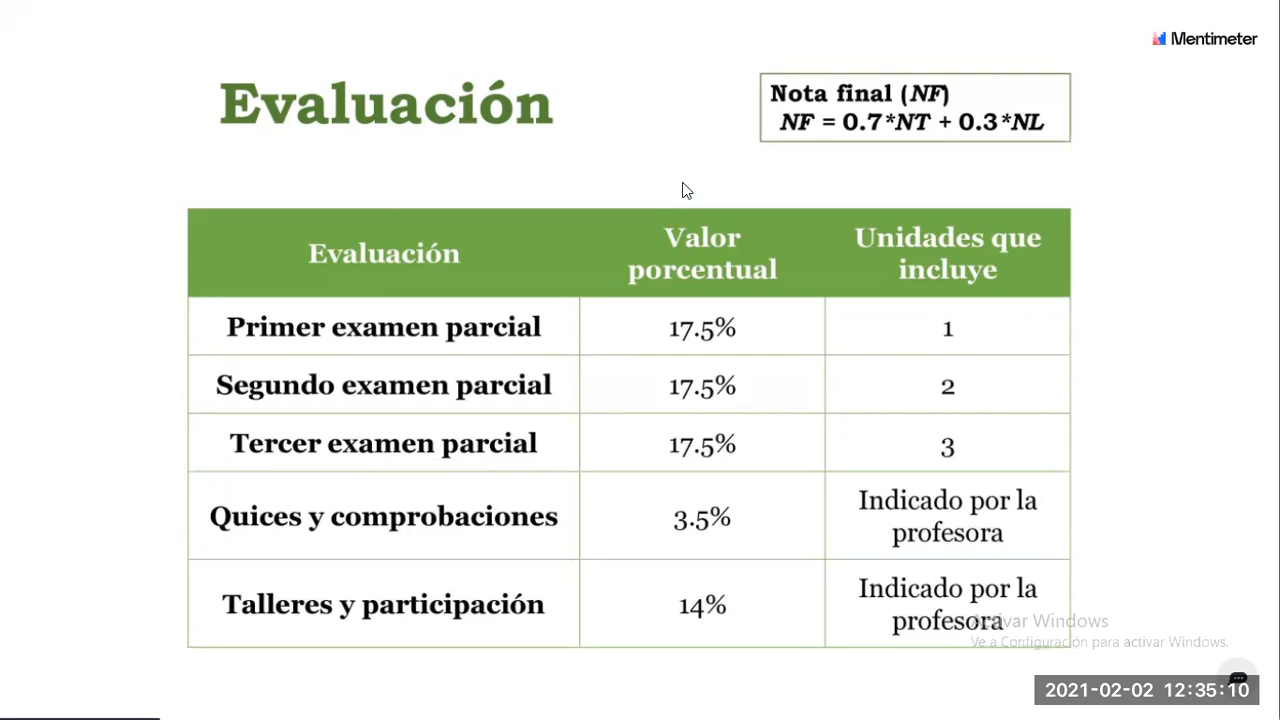 Mentimeter
Evaluación
Nota final (NF)
NF = 0.7*NT + 0.3*NL
Evaluación
Valor
porcentual
Unidades que
incluye
Primer examen parcial
17.5%
1
Segundo examen parcial
17.5%
2
Tercer examen parcial
17.5%
3
Quices y comprobaciones
3.5%
Indicado por la
profesora
Talleres y participación
14%
Indicado por la
profesora
Activar Windows
Ve a Configuración para activar Windows.
2021-02-02 12:35:10